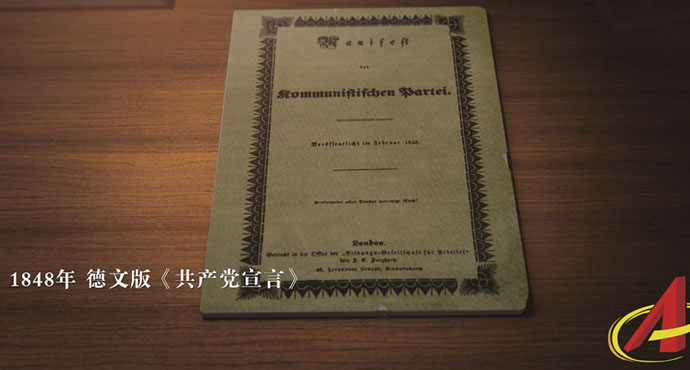 Manifest
der
Kommunistischen Partei.
Veröffentlicht im Februar 1848.
Proletarier aller Länder vereinigt Euch!
London.
Gedruckt in der Office der „Bildungs-Gesellschaft für Arbeiter“
von J. E. Burghard.
46, LIVERPOOL STREET, BISHOPSGATE
1848年 德文版《共产党宣言》